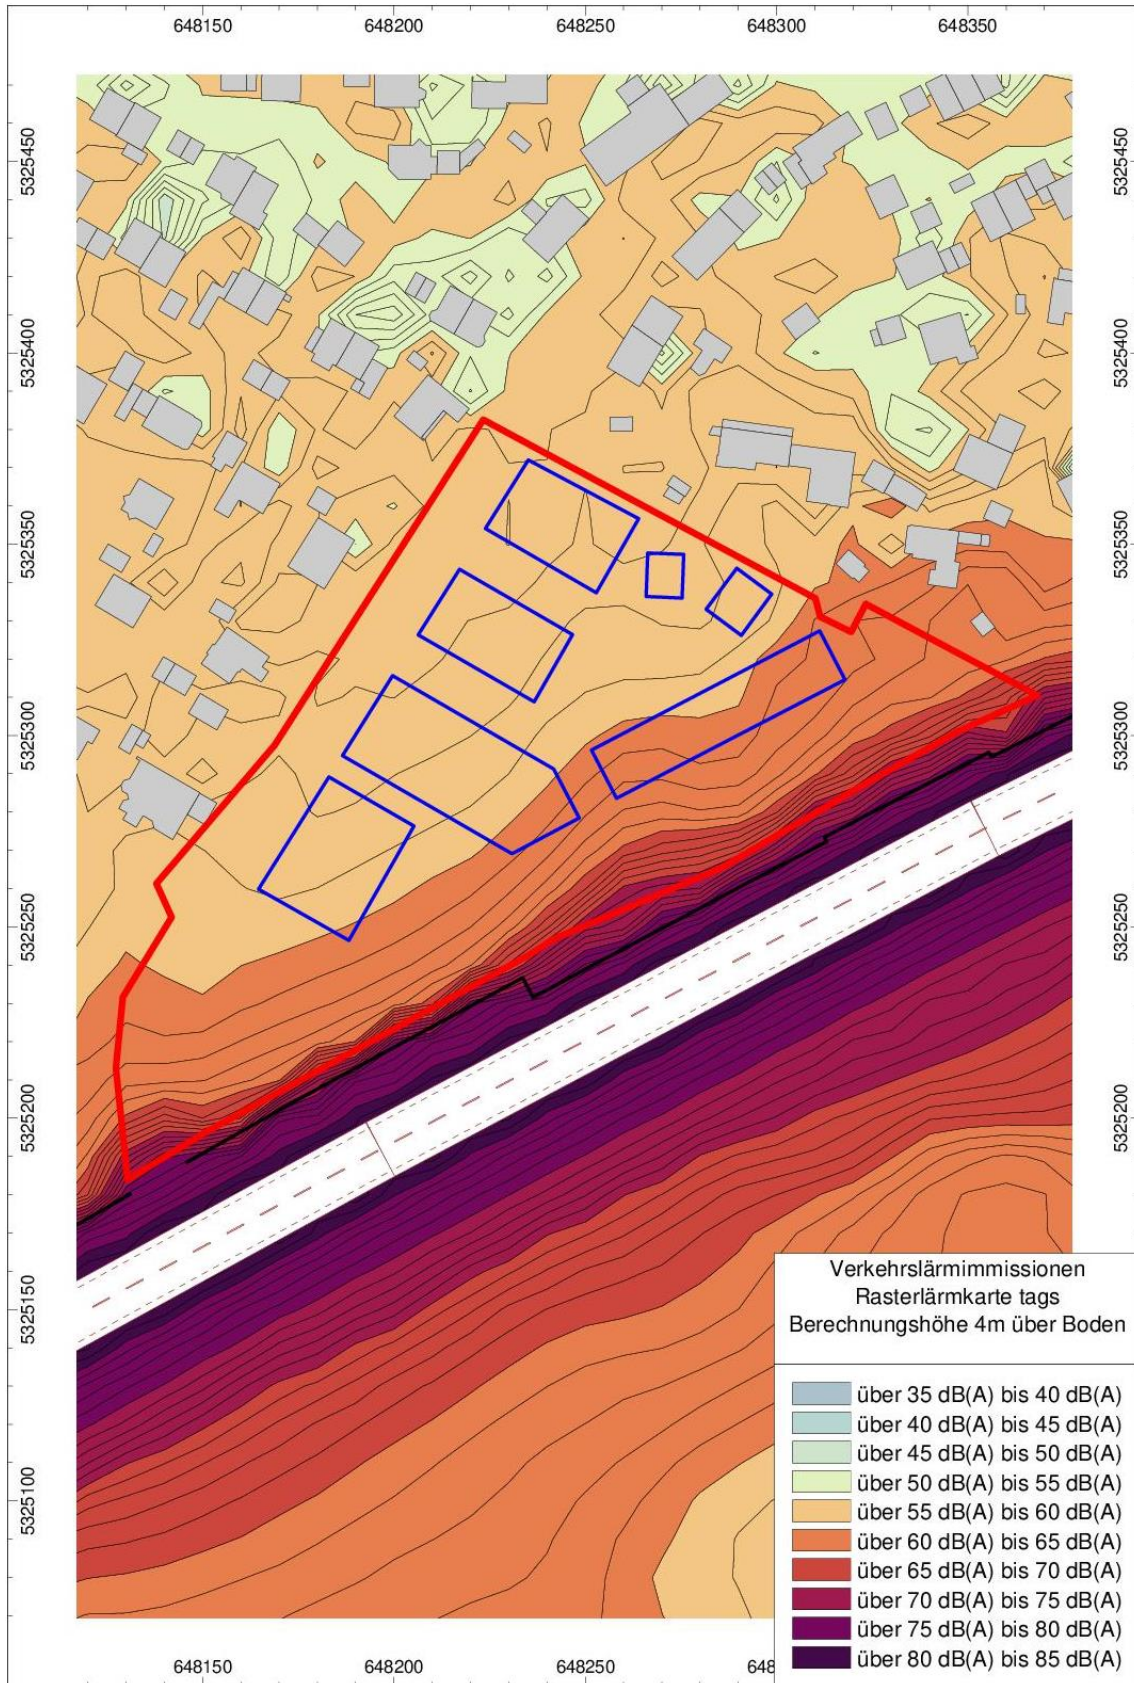 648150 648200 648250 648300 648350
5325450 5325450
5325400 5325400
5325350 5325350
5325300 5325300
5325250 5325250
5325200 5325200
5325150
5325100
Verkehrslärmimmissionen
Rasterlärmkarte tags
Berechnungshöhe 4m über Boden
über 35 dB(A) bis 40 dB(A)
über 40 dB(A) bis 45 dB(A)
über 45 dB(A) bis 50 dB(A)
über 50 dB(A) bis 55 dB(A)
über 55 dB(A) bis 60 dB(A)
über 60 dB(A) bis 65 dB(A)
über 65 dB(A) bis 70 dB(A)
über 70 dB(A) bis 75 dB(A)
über 75 dB(A) bis 80 dB(A)
über 80 dB(A) bis 85 dB(A)
648150 648200 648250 6483